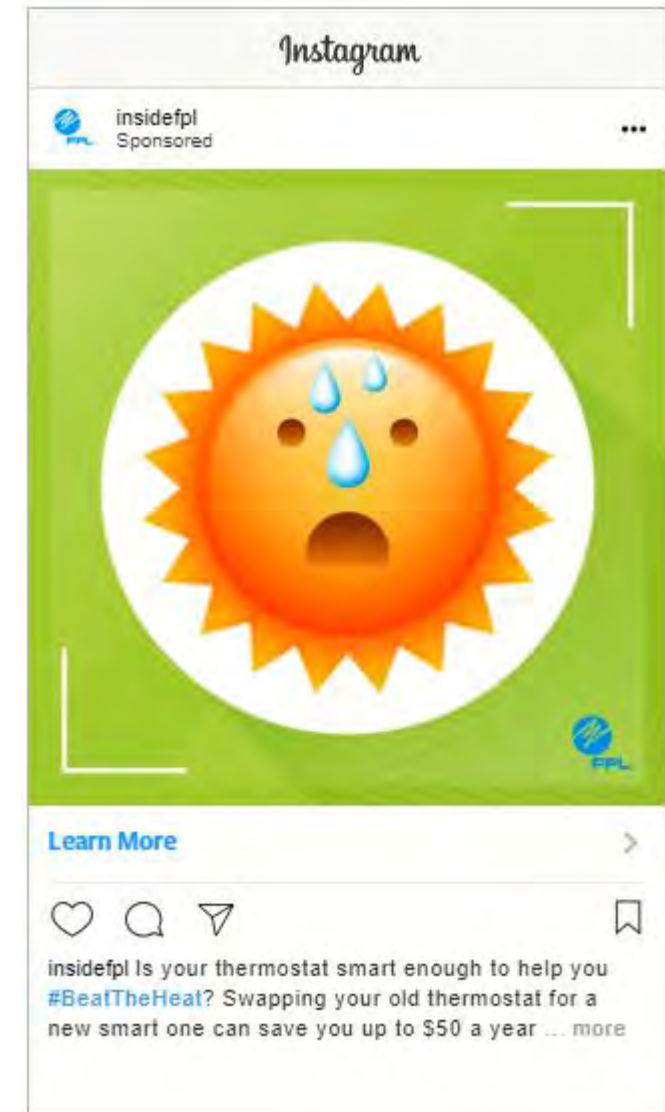 Instagram
insidefpl
Sponsored
FPL
FPL
Learn More
insidefpl Is your thermostat smart enough to help you
#BeatTheHeat? Swapping your old thermostat for a
new smart one can save you up to $50 a year ... more